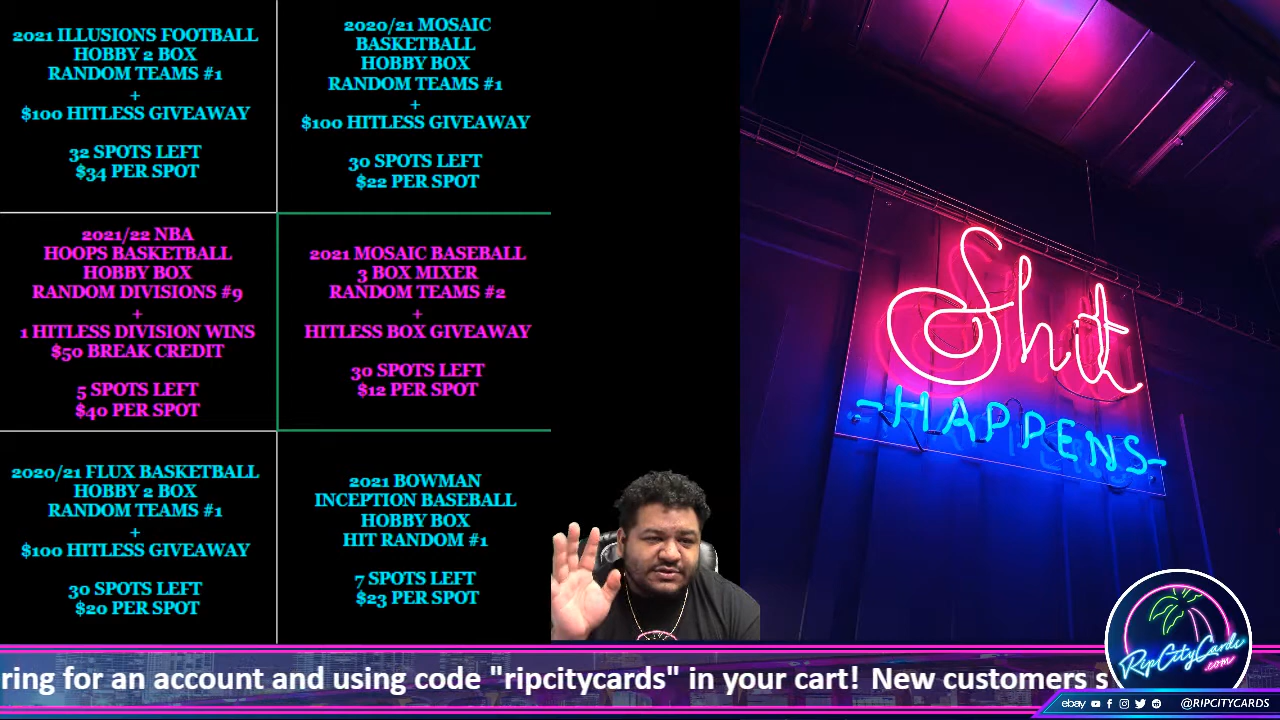 2021 ILLUSIONS FOOTBALL
HOBBY 2 BOX
RANDOM TEAMS #1
+
$100 HITLESS GIVEAWAY
32 SPOTS LEFT
$34 PER SPOT
2020/21 MOSAIC
BASKETBALL
HOBBY BOX
RANDOM TEAMS #1
+
$100 HITLESS GIVEAWAY
30 SPOTS LEFT
$22 PER SPOT
2021/22 NBA
HOOPS BASKETBALL
HOBBY BOX
RANDOM DIVISIONS #9
+
1 HITLESS DIVISION WINS
$50 BREAK CREDIT
5 SPOTS LEFT
$40 PER SPOT
2021 MOSAIC BASEBALL
3 BOX MIXER
RANDOM TEAMS #2
+
HITLESS BOX GIVEAWAY
30 SPOTS LEFT
$12 PER SPOT
2020/21 FLUX BASKETBALL
HOBBY 2 BOX
RANDOM TEAMS #1
+
$100 HITLESS GIVEAWAY
30 SPOTS LEFT
$20 PER SPOT
2021 BOWMAN
INCEPTION BASEBALL
HOBBY BOX
HIT RANDOM #1
7 SPOTS LEFT
$23 PER SPOT
Shit
-HAPPENS-
ring for an account and using code "ripcitycards" in your cart! New customers s
RipCityCards
.com
ebay @RIPCITYCARDS